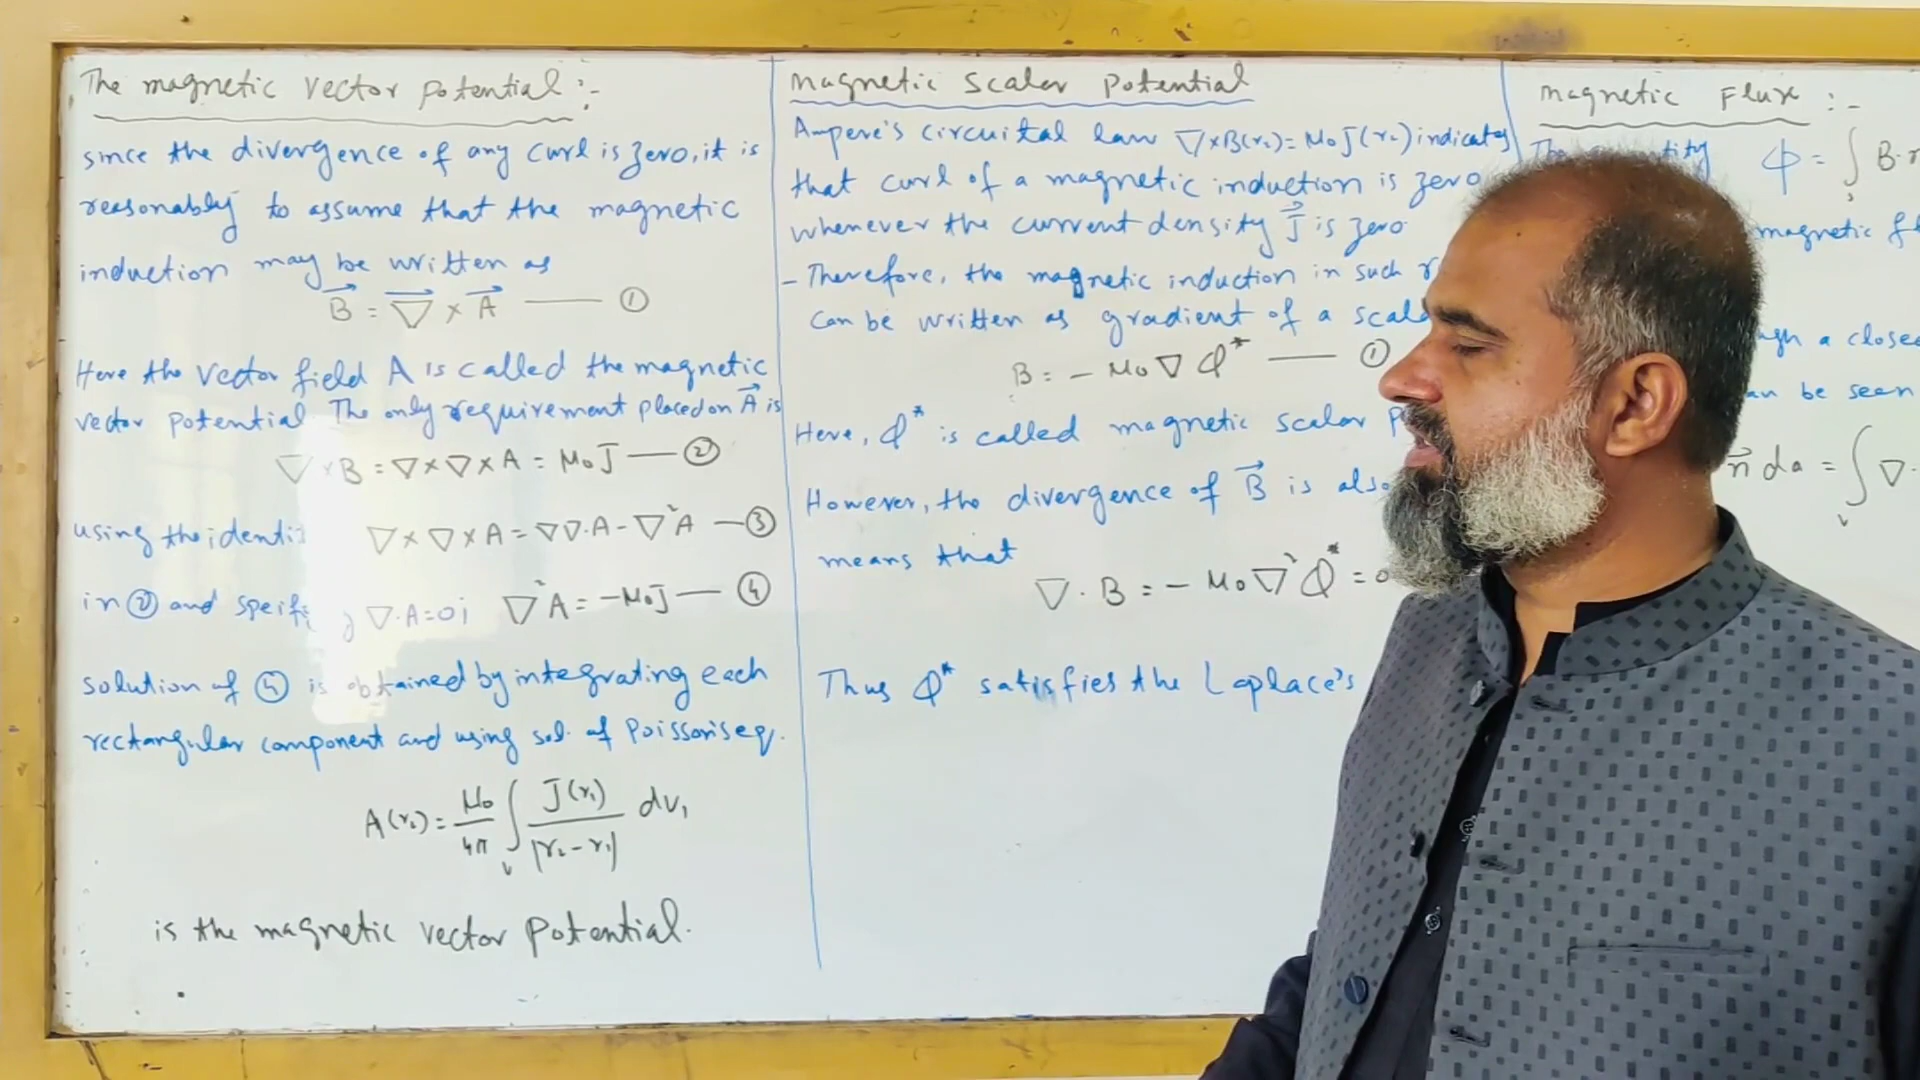 The magnetic vector potential :-
since the divergence of any curl is zero, it is
reasonably to assume that the magnetic
induction may be written as
B⃗ = ∇⃗ × A⃗ —— ①
Here the vector field A is called the magnetic
vector potential The only requirement placed on A⃗ is
∇ × B = ∇ × ∇ × A = μ₀ J —— ②
using the identi
∇ × ∇ × A = ∇∇·A - ∇²A — ③
in ② and speif y ∇·A = 0 ; ∇²A = -μ₀J —— ④
solution of ④ is obtained by integrating each
rectangular component and using sol. of Poisson's eq.
A(r₂) = μ₀/4π ∫ᵥ J(r₁)/|r₂ - r₁| dv₁
is the magnetic vector potential.
Magnetic Scalar Potential
Ampere's circuital law ∇×B(r₂) = μ₀J(r₂) indicates
that curl of a magnetic induction is zero
whenever the current density J⃗ is zero
- Therefore, the magnetic induction in such r
can be written as gradient of a scala
B = - μ₀ ∇ φ* —— ①
Here, φ* is called magnetic scalar p
However, the divergence of B⃗ is also
means that
∇ · B = - μ₀ ∇² φ* = 0
Thus φ* satisfies the Laplace's
Magnetic Flux :-
φ = ∫ₛ B·
magnetic f
a closed
an be seen
n⃗ da = ∫ᵥ ∇·